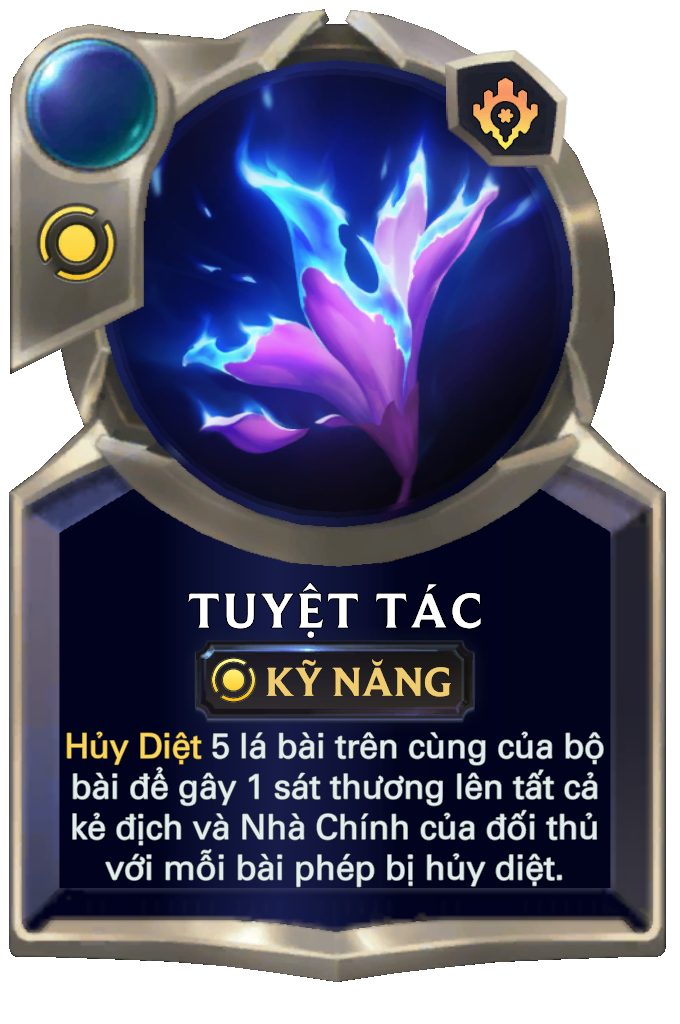 TUYỆT TÁC
KỸ NĂNG
Hủy Diệt 5 lá bài trên cùng của bộ
bài để gây 1 sát thương lên tất cả
kẻ địch và Nhà Chính của đối thủ
với mỗi bài phép bị hủy diệt.